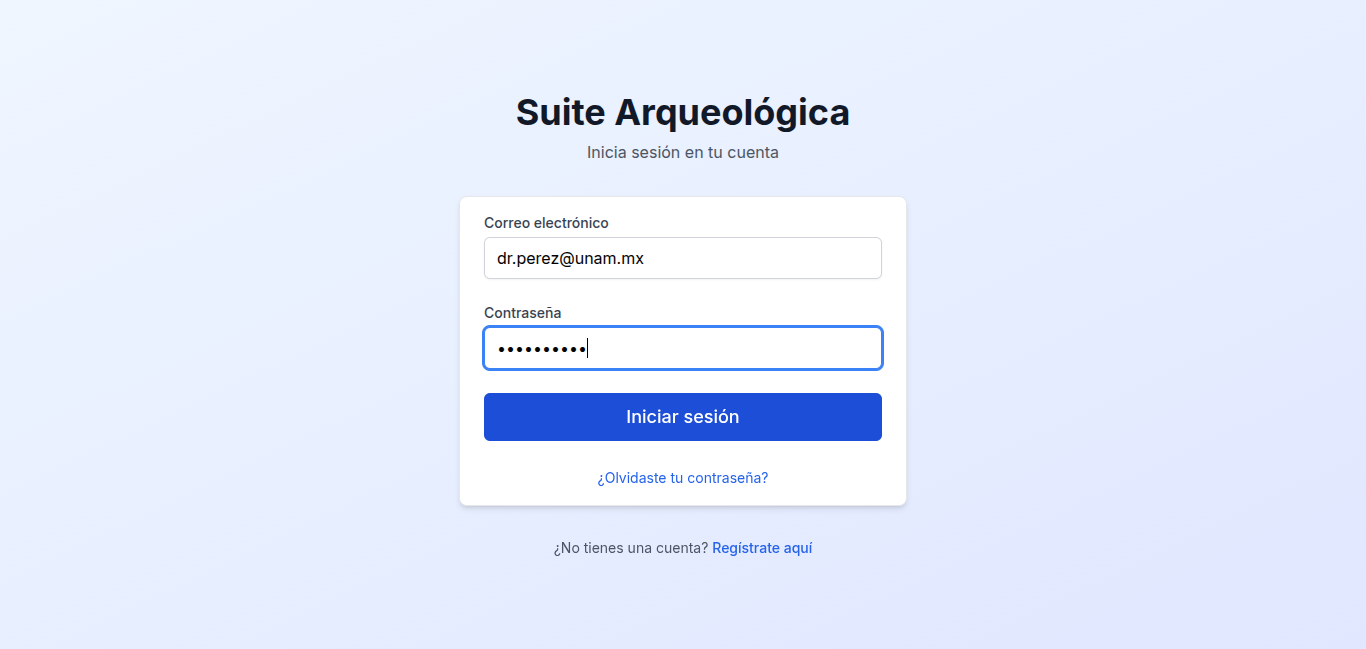 Suite Arqueológica
Inicia sesión en tu cuenta
Correo electrónico
dr.perez@unam.mx
Contraseña
••••••••••
Iniciar sesión
¿Olvidaste tu contraseña?
¿No tienes una cuenta? Regístrate aquí